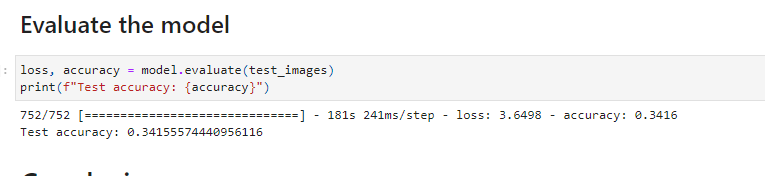 Evaluate the model
:
loss, accuracy = model.evaluate(test_images)
print(f"Test accuracy: {accuracy}")
752/752 [==============================] - 181s 241ms/step - loss: 3.6498 - accuracy: 0.3416
Test accuracy: 0.34155574440956116